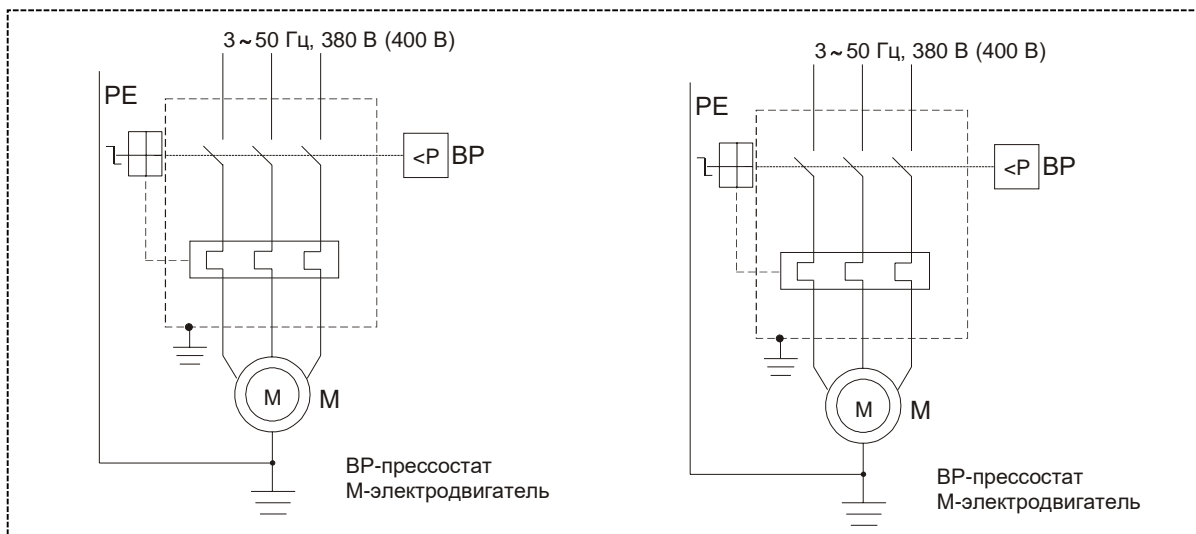 3~50 Гц, 380 В (400 В)
PE
<P BP
M M
BP-прессостат
М-электродвигатель
3~50 Гц, 380 В (400 В)
PE
<P BP
M M
BP-прессостат
М-электродвигатель